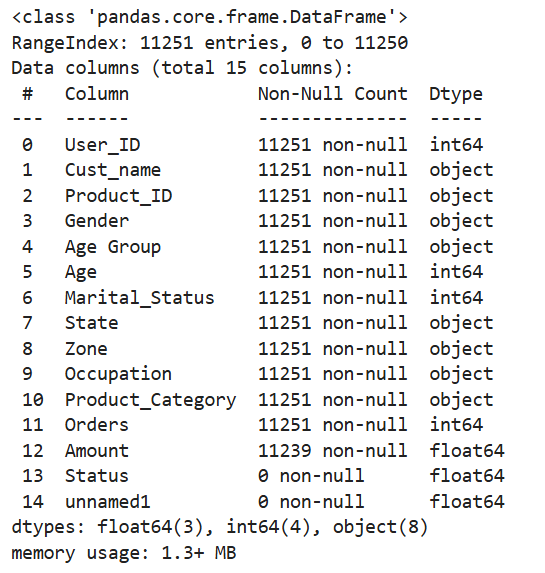 <class 'pandas.core.frame.DataFrame'>
RangeIndex: 11251 entries, 0 to 11250
Data columns (total 15 columns):
 #   Column            Non-Null Count  Dtype
---  ------            --------------  -----
 0   User_ID           11251 non-null  int64
 1   Cust_name         11251 non-null  object
 2   Product_ID        11251 non-null  object
 3   Gender            11251 non-null  object
 4   Age Group         11251 non-null  object
 5   Age               11251 non-null  int64
 6   Marital_Status    11251 non-null  int64
 7   State             11251 non-null  object
 8   Zone              11251 non-null  object
 9   Occupation        11251 non-null  object
 10  Product_Category  11251 non-null  object
 11  Orders            11251 non-null  int64
 12  Amount            11239 non-null  float64
 13  Status            0 non-null      float64
 14  unnamed1          0 non-null      float64
dtypes: float64(3), int64(4), object(8)
memory usage: 1.3+ MB